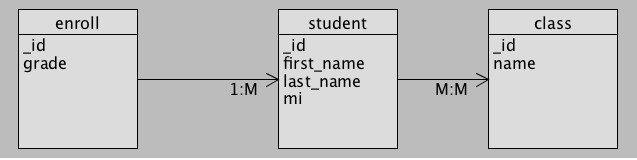 enroll
_id
grade
1:M
student
_id
first_name
last_name
mi
M:M
class
_id
name